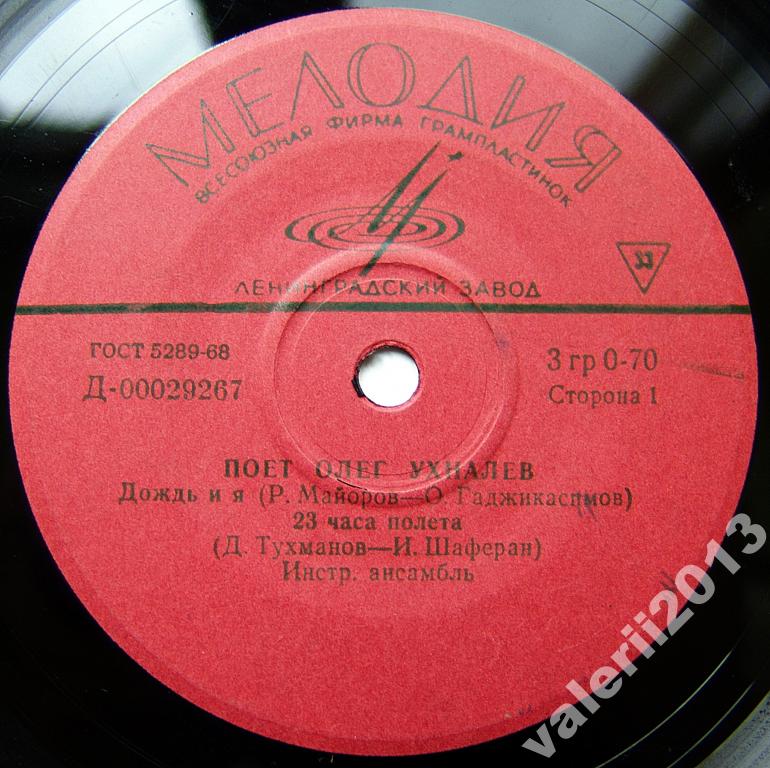 МЕЛОДИЯ
ВСЕСОЮЗНАЯ ФИРМА ГРАМПЛАСТИНОК
33
ЛЕНИНГРАДСКИЙ ЗАВОД
ГОСТ 5289-68
3 гр 0-70
Д-00029267
Сторона 1
ПОЕТ ОЛЕГ УХНАЛЕВ
Дождь и я (Р. Майоров—О. Гаджикасимов)
23 часа полета
(Д. Тухманов—И. Шаферан)
Инстр. ансамбль
valerii2013